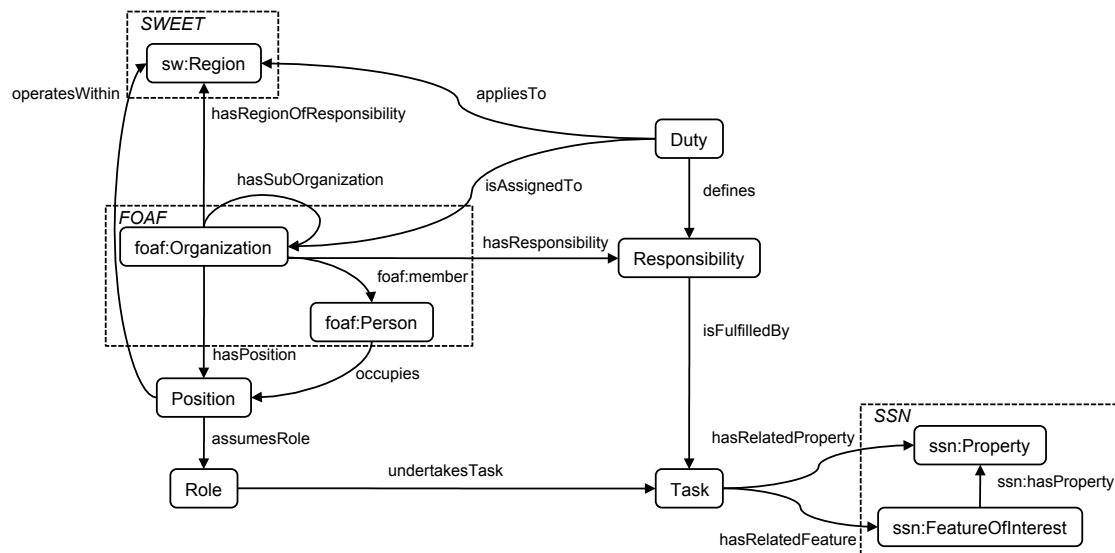 SWEET
sw:Region
operatesWithin
appliesTo
hasRegionOfResponsibility
Duty
hasSubOrganization
isAssignedTo
defines
FOAF
foaf:Organization
hasResponsibility
Responsibility
foaf:member
foaf:Person
isFulfilledBy
hasPosition
occupies
Position
SSN
assumesRole
hasRelatedProperty
ssn:Property
undertakesTask
ssn:hasProperty
Role
Task
ssn:FeatureOfInterest
hasRelatedFeature